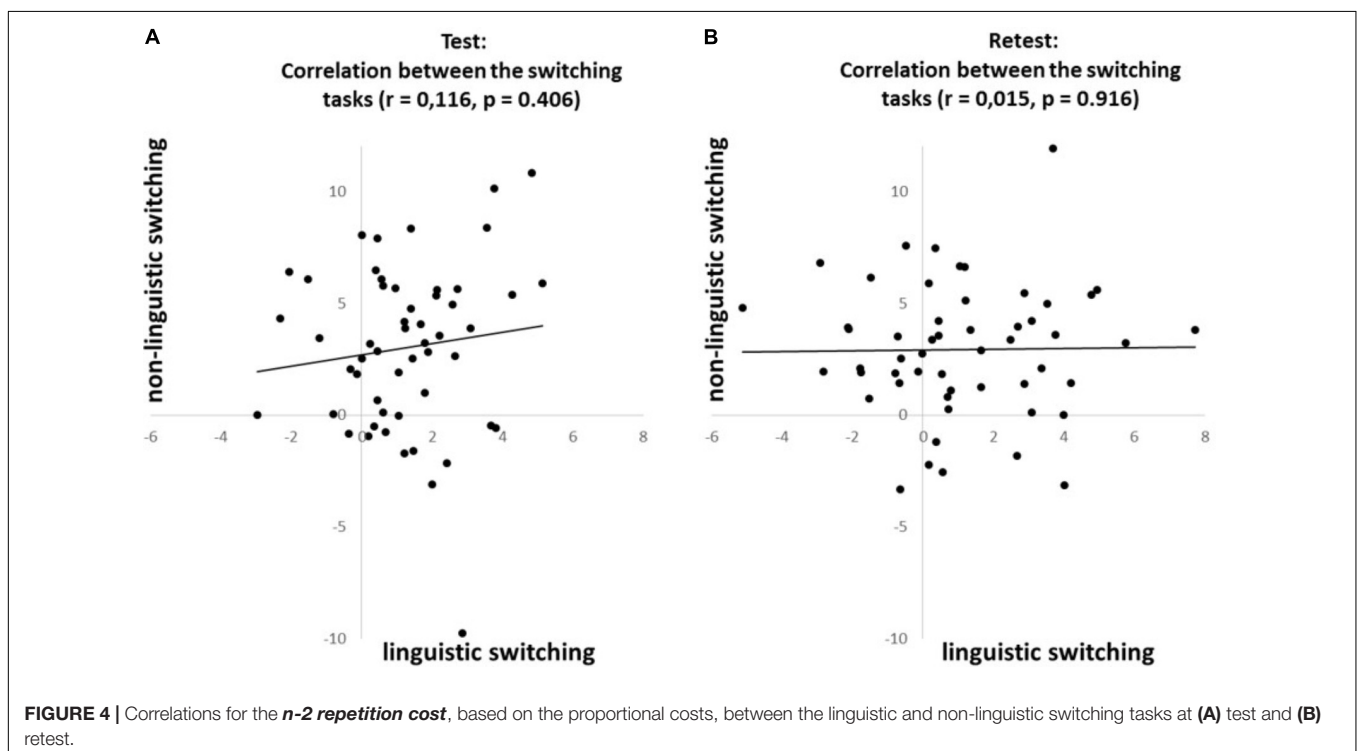 A
Test:
Correlation between the switching
tasks (r = 0,116, p = 0.406)
non-linguistic switching
10
5
0
-5
-10
-6
-4
-2
0
2
4
6
8
linguistic switching
B
Retest:
Correlation between the switching
tasks (r = 0,015, p = 0.916)
non-linguistic switching
10
5
0
-5
-10
-6
-4
-2
0
2
4
6
8
linguistic switching
FIGURE 4 | Correlations for the n-2 repetition cost, based on the proportional costs, between the linguistic and non-linguistic switching tasks at (A) test and (B)
retest.